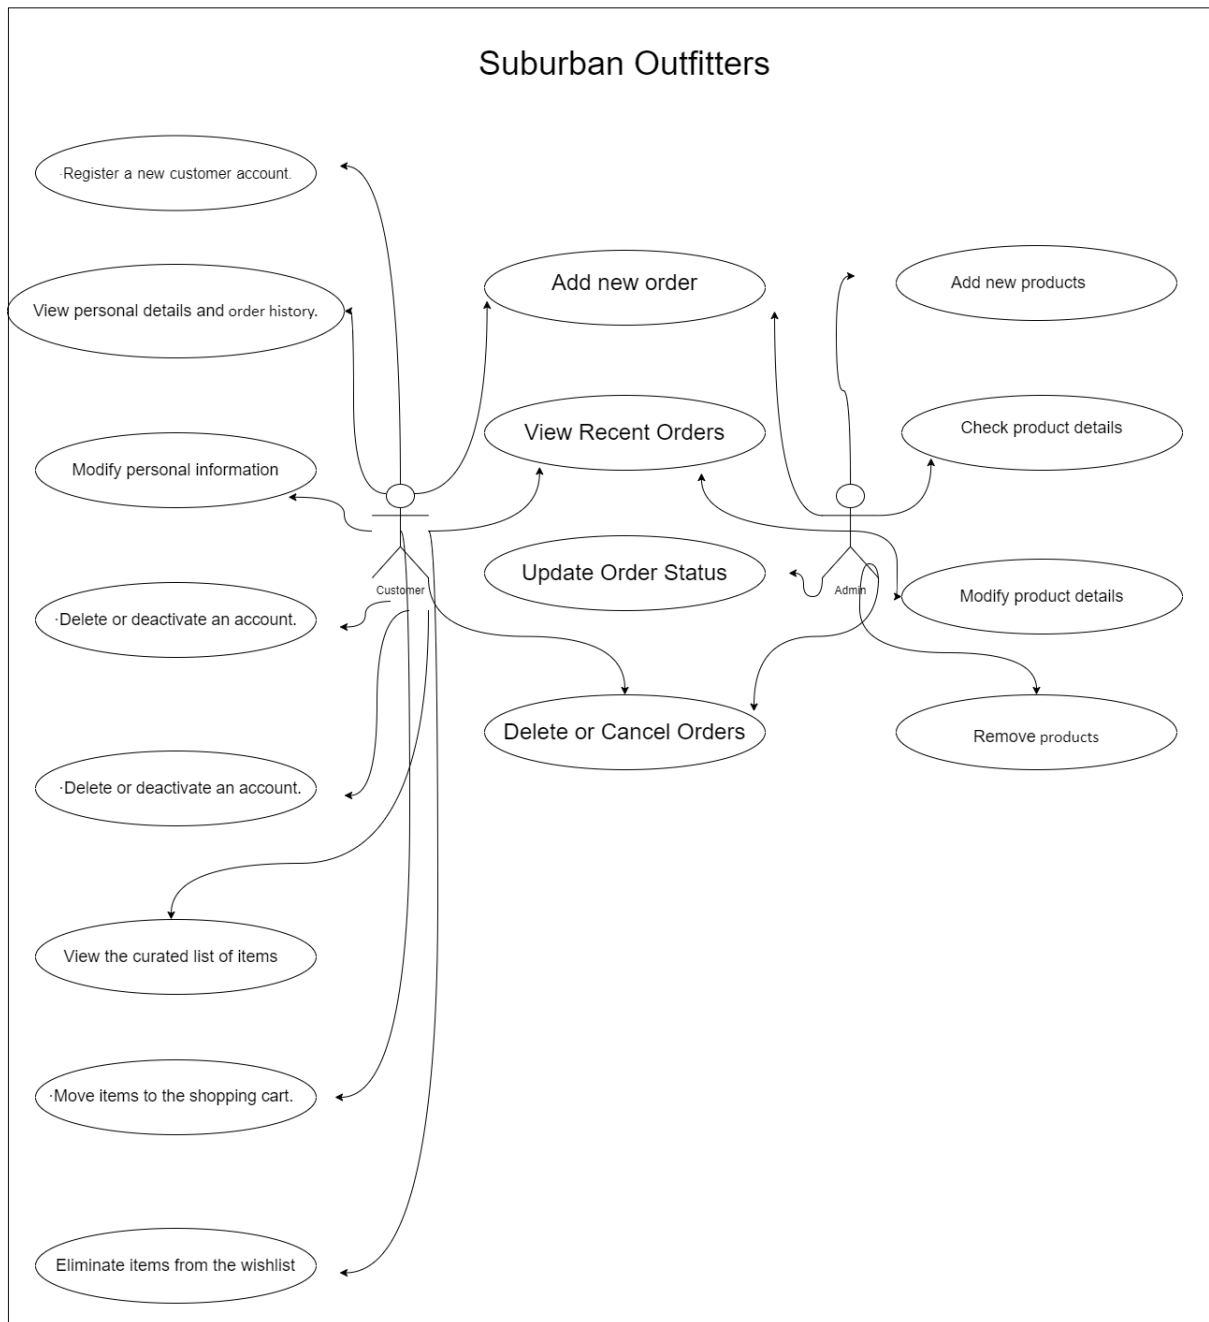 Suburban Outfitters
·Register a new customer account.
View personal details and order history.
Modify personal information
·Delete or deactivate an account.
·Delete or deactivate an account.
View the curated list of items
·Move items to the shopping cart.
Eliminate items from the wishlist
Customer
Add new order
View Recent Orders
Update Order Status
Delete or Cancel Orders
Admin
Add new products
Check product details
Modify product details
Remove products